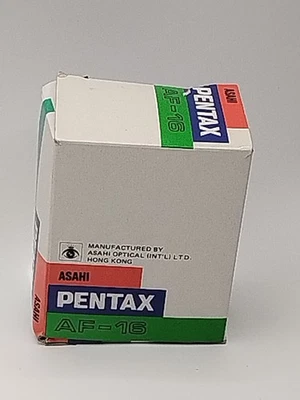 ASAHI
PENTAX
AF-16
MANUFACTURED BY
ASAHI OPTICAL (INT'L) LTD.
HONG KONG
ASAHI
PENTAX
AF-16
ASAHI